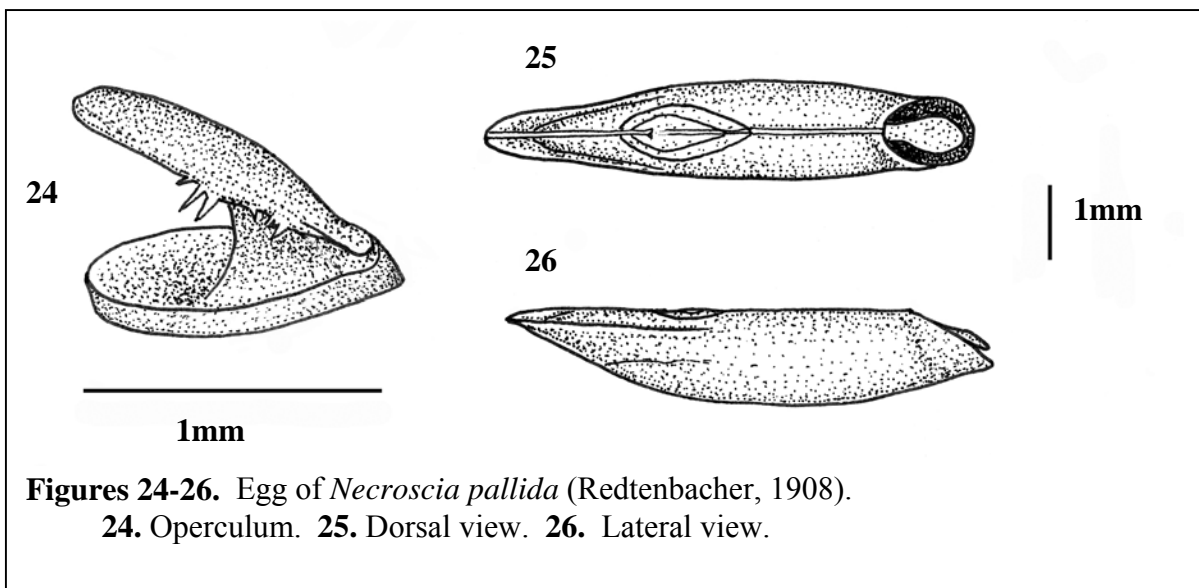 25
24
1mm
26
1mm
Figures 24-26. Egg of Necroscia pallida (Redtenbacher, 1908).
24. Operculum. 25. Dorsal view. 26. Lateral view.